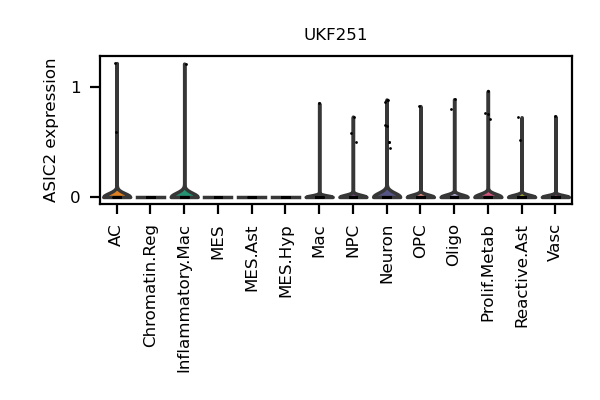 UKF251
ASIC2 expression
1
0
AC
Chromatin.Reg
Inflammatory.Mac
MES
MES.Ast
MES.Hyp
Mac
NPC
Neuron
OPC
Oligo
Prolif.Metab
Reactive.Ast
Vasc